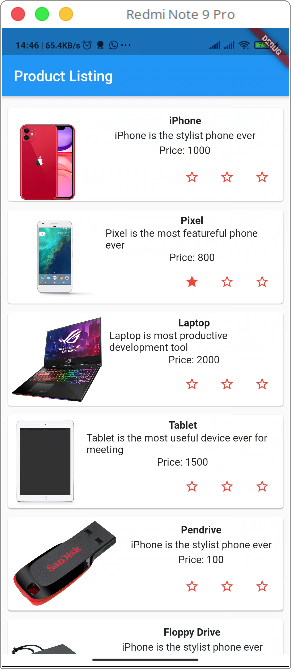 Redmi Note 9 Pro
14:46 | 65.4KB/s
DEBUG
Product Listing
iPhone
iPhone is the stylist phone ever
Price: 1000
Pixel
Pixel is the most featureful phone
ever
Price: 800
Laptop
Laptop is most productive
development tool
Price: 2000
Tablet
Tablet is the most useful device ever for
meeting
Price: 1500
SanDisk
Pendrive
iPhone is the stylist phone ever
Price: 100
Floppy Drive
iPhone is the stylist phone ever